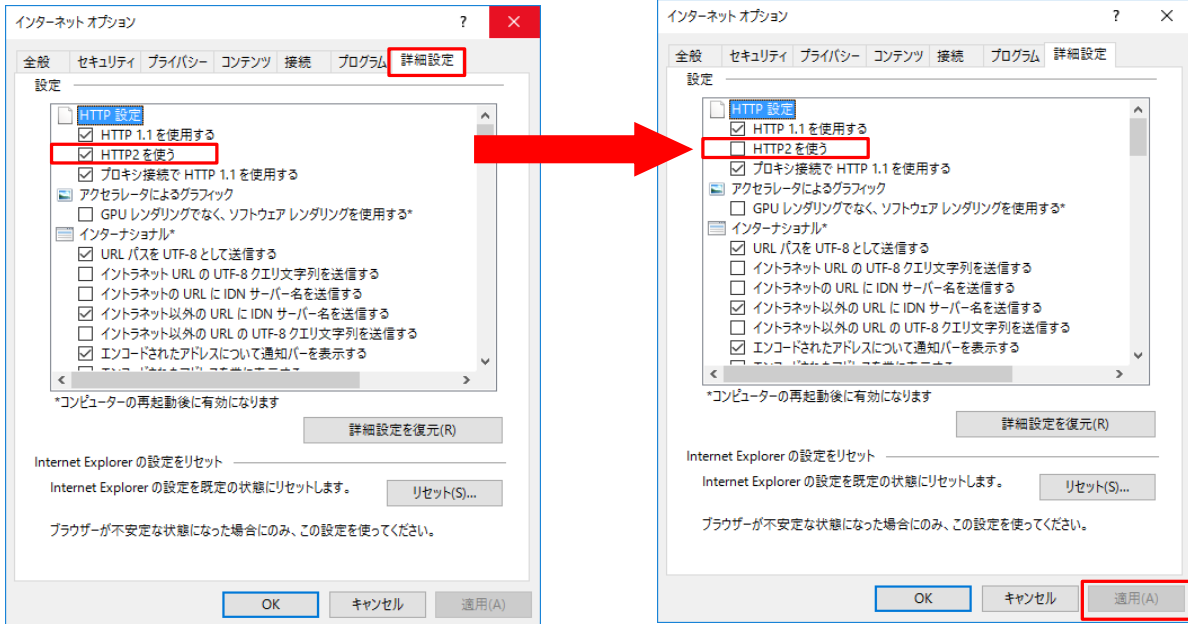 インターネット オプション
?
全般 セキュリティ プライバシー コンテンツ 接続 プログラム 詳細設定
設定
HTTP 設定
HTTP 1.1 を使用する
HTTP2 を使う
プロキシ接続で HTTP 1.1 を使用する
アクセラレータによるグラフィック
GPU レンダリングでなく、ソフトウェア レンダリングを使用する*
インターナショナル*
URL パスを UTF-8 として送信する
イントラネット URL の UTF-8 クエリ文字列を送信する
イントラネットの URL に IDN サーバー名を送信する
イントラネット以外の URL に IDN サーバー名を送信する
イントラネット以外の URL の UTF-8 クエリ文字列を送信する
エンコードされたアドレスについて通知バーを表示する
*コンピューターの再起動後に有効になります
詳細設定を復元(R)
Internet Explorer の設定をリセット
Internet Explorer の設定を既定の状態にリセットします。
リセット(S)...
ブラウザーが不安定な状態になった場合にのみ、この設定を使ってください。
OK キャンセル 適用(A)
インターネット オプション
?
全般 セキュリティ プライバシー コンテンツ 接続 プログラム 詳細設定
設定
HTTP 設定
HTTP 1.1 を使用する
HTTP2 を使う
プロキシ接続で HTTP 1.1 を使用する
アクセラレータによるグラフィック
GPU レンダリングでなく、ソフトウェア レンダリングを使用する*
インターナショナル*
URL パスを UTF-8 として送信する
イントラネット URL の UTF-8 クエリ文字列を送信する
イントラネットの URL に IDN サーバー名を送信する
イントラネット以外の URL に IDN サーバー名を送信する
イントラネット以外の URL の UTF-8 クエリ文字列を送信する
エンコードされたアドレスについて通知バーを表示する
*コンピューターの再起動後に有効になります
詳細設定を復元(R)
Internet Explorer の設定をリセット
Internet Explorer の設定を既定の状態にリセットします。
リセット(S)...
ブラウザーが不安定な状態になった場合にのみ、この設定を使ってください。
OK キャンセル 適用(A)